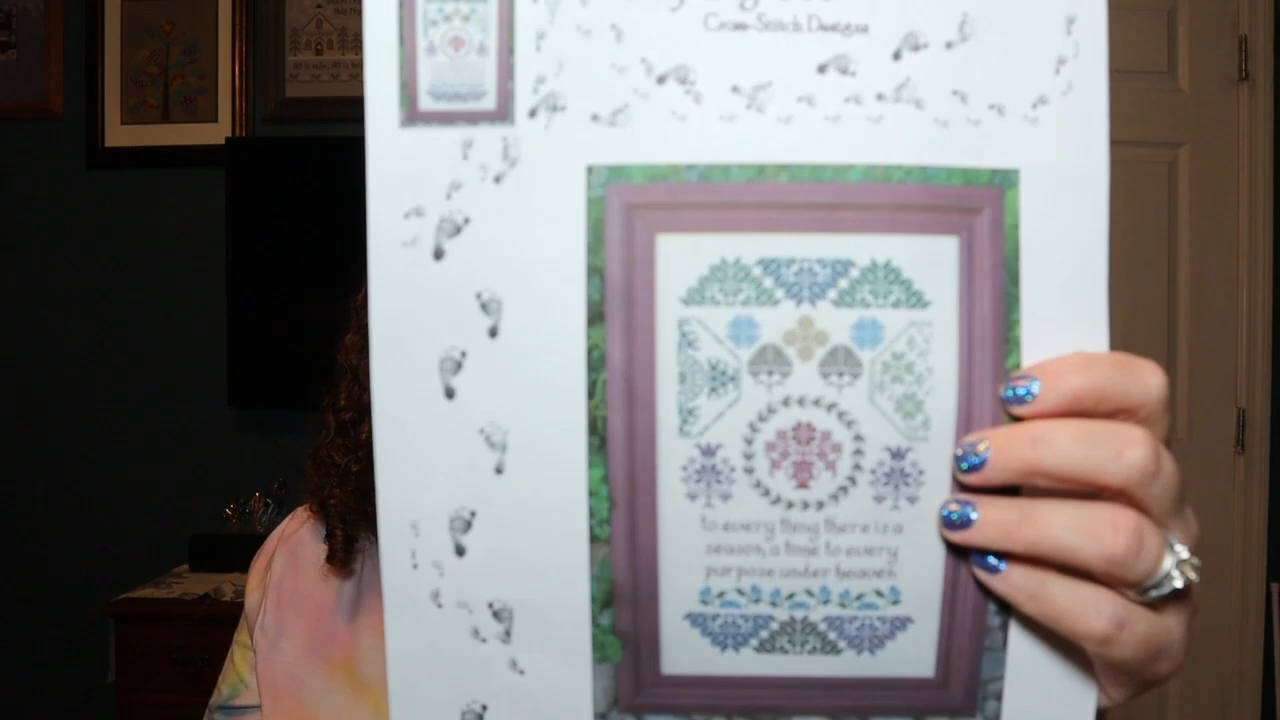 Cross-Stitch Designs
to every thing there is a
season, a time to every
purpose under heaven